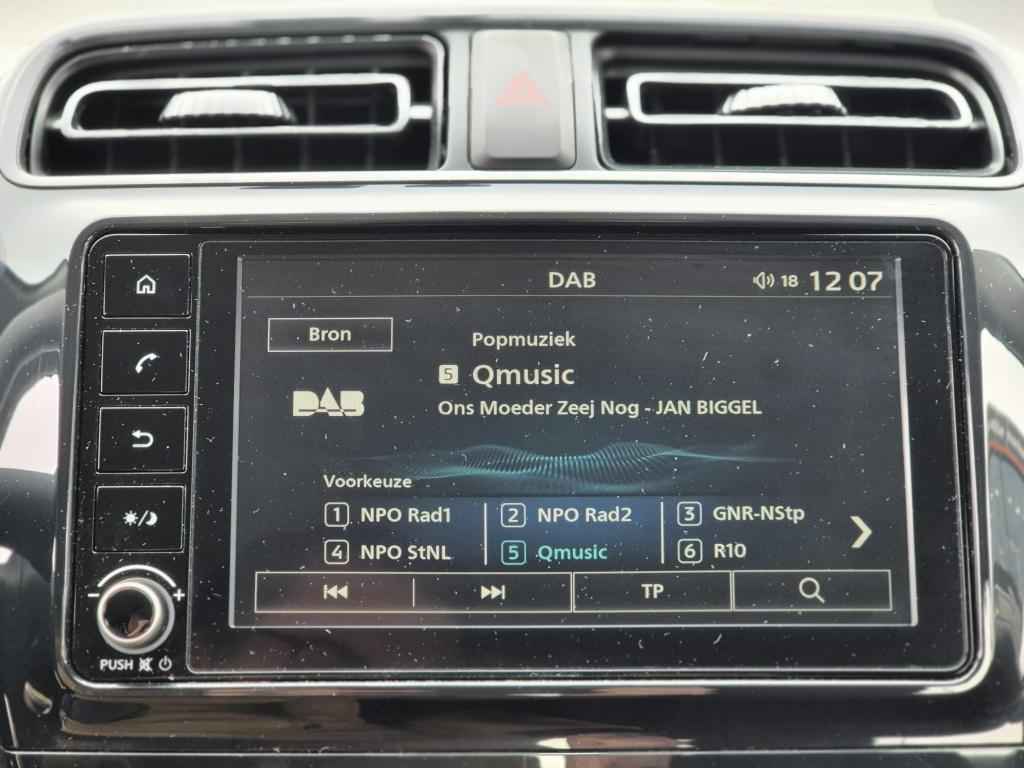 DAB 18 12 07
Bron
Popmuziek
5 Qmusic
DAB
Ons Moeder Zeej Nog - JAN BIGGEL
Voorkeuze
1 NPO Rad1 2 NPO Rad2 3 GNR-NStp
4 NPO StNL 5 Qmusic 6 R10
TP
- +
PUSH